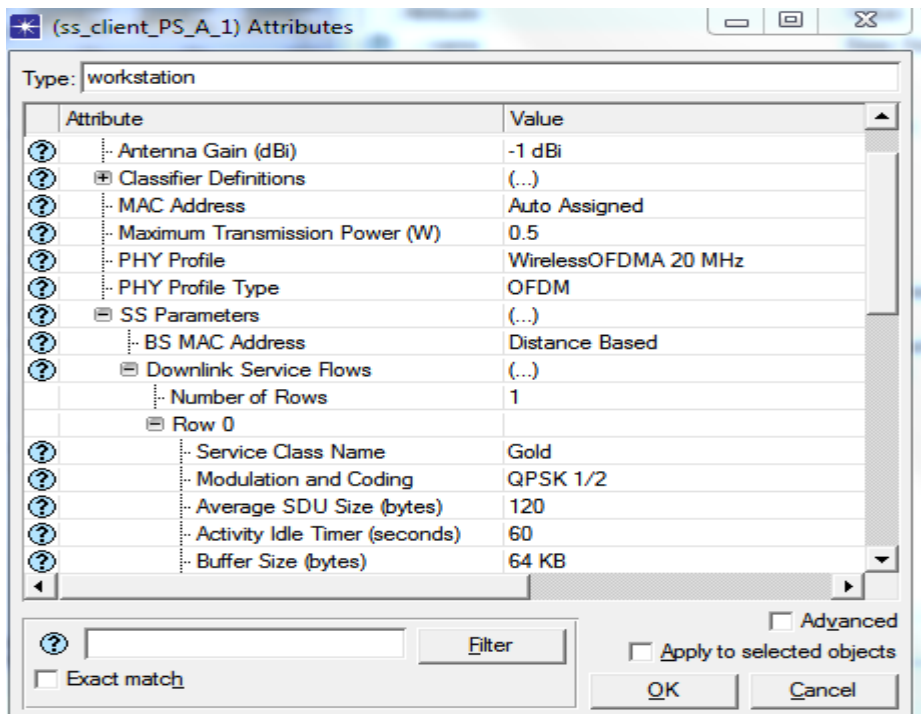 (ss_client_PS_A_1) Attributes
Type: workstation
Attribute Value
Antenna Gain (dBi) -1 dBi
Classifier Definitions (...)
MAC Address Auto Assigned
Maximum Transmission Power (W) 0.5
PHY Profile WirelessOFDMA 20 MHz
PHY Profile Type OFDM
SS Parameters (...)
BS MAC Address Distance Based
Downlink Service Flows (...)
Number of Rows 1
Row 0
Service Class Name Gold
Modulation and Coding QPSK 1/2
Average SDU Size (bytes) 120
Activity Idle Timer (seconds) 60
Buffer Size (bytes) 64 KB
Advanced
Filter
Apply to selected objects
Exact match
OK Cancel